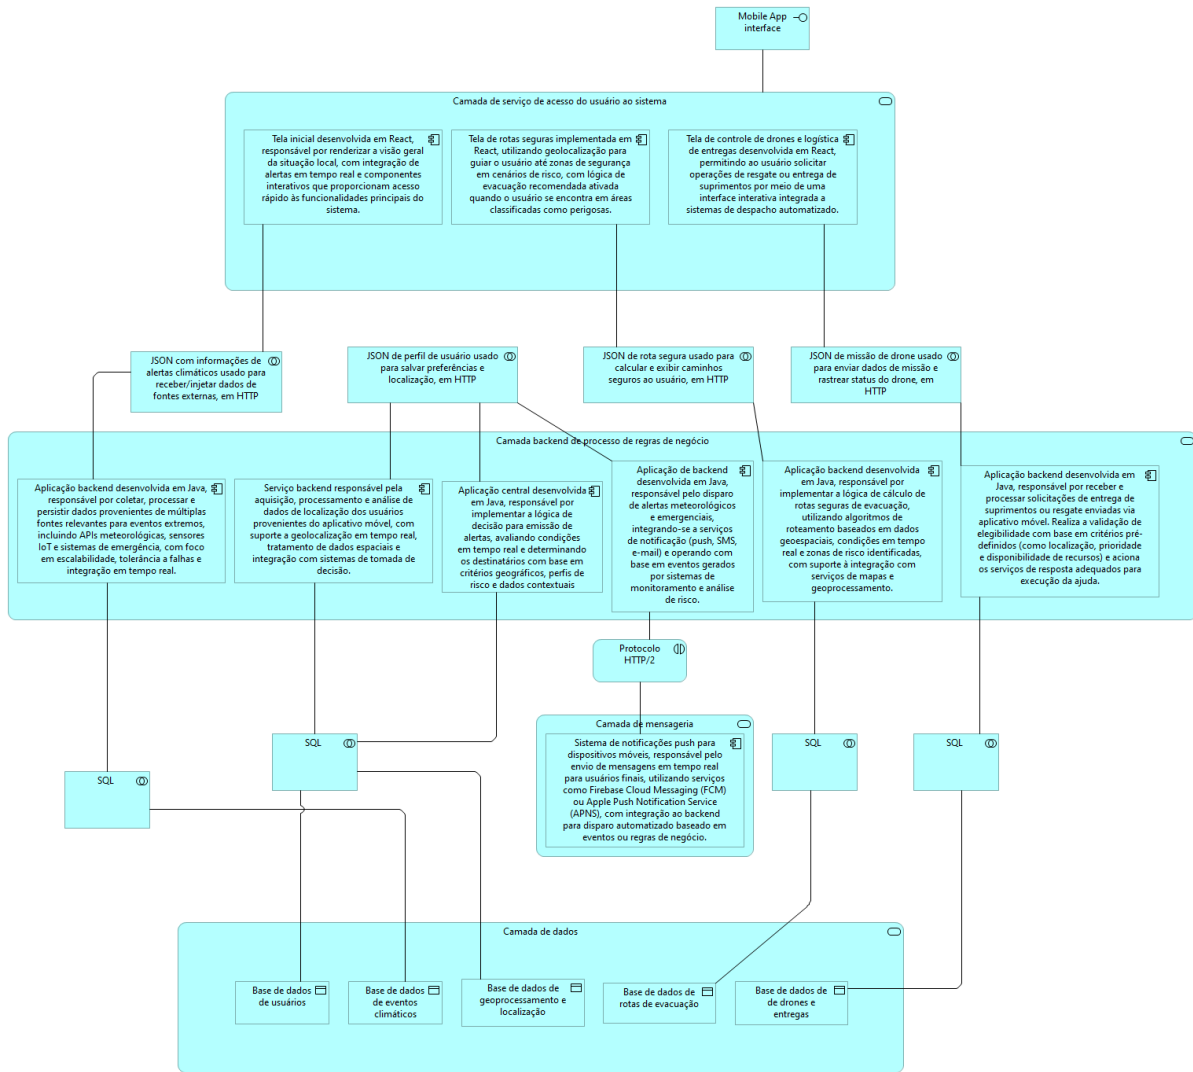 Mobile App
interface
Camada de serviço de acesso do usuário ao sistema
Tela inicial desenvolvida em React,
responsável por renderizar a visão geral
da situação local, com integração de
alertas em tempo real e componentes
interativos que proporcionam acesso
rápido às funcionalidades principais do
sistema.
Tela de rotas seguras implementada em
React, utilizando geolocalização para
guiar o usuário até zonas de segurança
em cenários de risco, com lógica de
evacuação recomendada ativada
quando o usuário se encontra em áreas
classificadas como perigosas.
Tela de controle de drones e logística
de entregas desenvolvida em React,
permitindo ao usuário solicitar
operações de resgate ou entrega de
suprimentos por meio de uma
interface interativa integrada a
sistemas de despacho automatizado.
JSON com informações de
alertas climáticos usado para
receber/injetar dados de
fontes externas, em HTTP
JSON de perfil de usuário usado
para salvar preferências e
localização, em HTTP
JSON de rota segura usado para
calcular e exibir caminhos
seguros ao usuário, em HTTP
JSON de missão de drone usado
para enviar dados de missão e
rastrear status do drone, em
HTTP
Camada backend de processo de regras de negócio
Aplicação backend desenvolvida em Java,
responsável por coletar, processar e
persistir dados provenientes de múltiplas
fontes relevantes para eventos extremos,
incluindo APIs meteorológicas, sensores
IoT e sistemas de emergência, com foco
em escalabilidade, tolerância a falhas e
integração em tempo real.
Serviço backend responsável pela
aquisição, processamento e análise de
dados de localização dos usuários
provenientes do aplicativo móvel, com
suporte a geolocalização em tempo real,
tratamento de dados espaciais e
integração com sistemas de tomada de
decisão.
Aplicação central desenvolvida
em Java, responsável por
implementar a lógica de
decisão para emissão de
alertas, avaliando condições
em tempo real e determinando
os destinatários com base em
critérios geográficos, perfis de
risco e dados contextuais
Aplicação de backend
desenvolvida em Java,
responsável pelo disparo
de alertas meteorológicos
e emergenciais,
integrando-se a serviços
de notificação (push, SMS,
e-mail) e operando com
base em eventos gerados
por sistemas de
monitoramento e análise
de risco.
Aplicação backend desenvolvida
em Java, responsável por
implementar a lógica de cálculo de
rotas seguras de evacuação,
utilizando algoritmos de
roteamento baseados em dados
geoespaciais, condições em tempo
real e zonas de risco identificadas,
com suporte à integração com
serviços de mapas e
geoprocessamento.
Aplicação backend desenvolvida em
Java, reponsável por receber e
processar solicitações de entrega de
suprimentos ou resgate enviadas via
aplicativo móvel. Realiza a validação de
elegibilidade com base em critérios pré-
definidos (como localização, prioridade
e disponibilidade de recursos) e aciona
os serviços de resposta adequados para
execução da ajuda.
Protocolo
HTTP/2
Camada de mensageria
Sistema de notificações push para
dispositivos móveis, responsável pelo
envio de mensagens em tempo real
para usuários finais, utilizando serviços
como Firebase Cloud Messaging (FCM)
ou Apple Push Notification Service
(APNS), com integração ao backend
para disparo automatizado baseado em
eventos ou regras de negócio.
SQL
SQL
SQL
SQL
Camada de dados
Base de dados
de usuários
Base de dados
de eventos
climáticos
Base de dados de
geoprocessamento e
localização
Base de dados de
rotas de evacuação
Base de dados de
de drones e
entregas